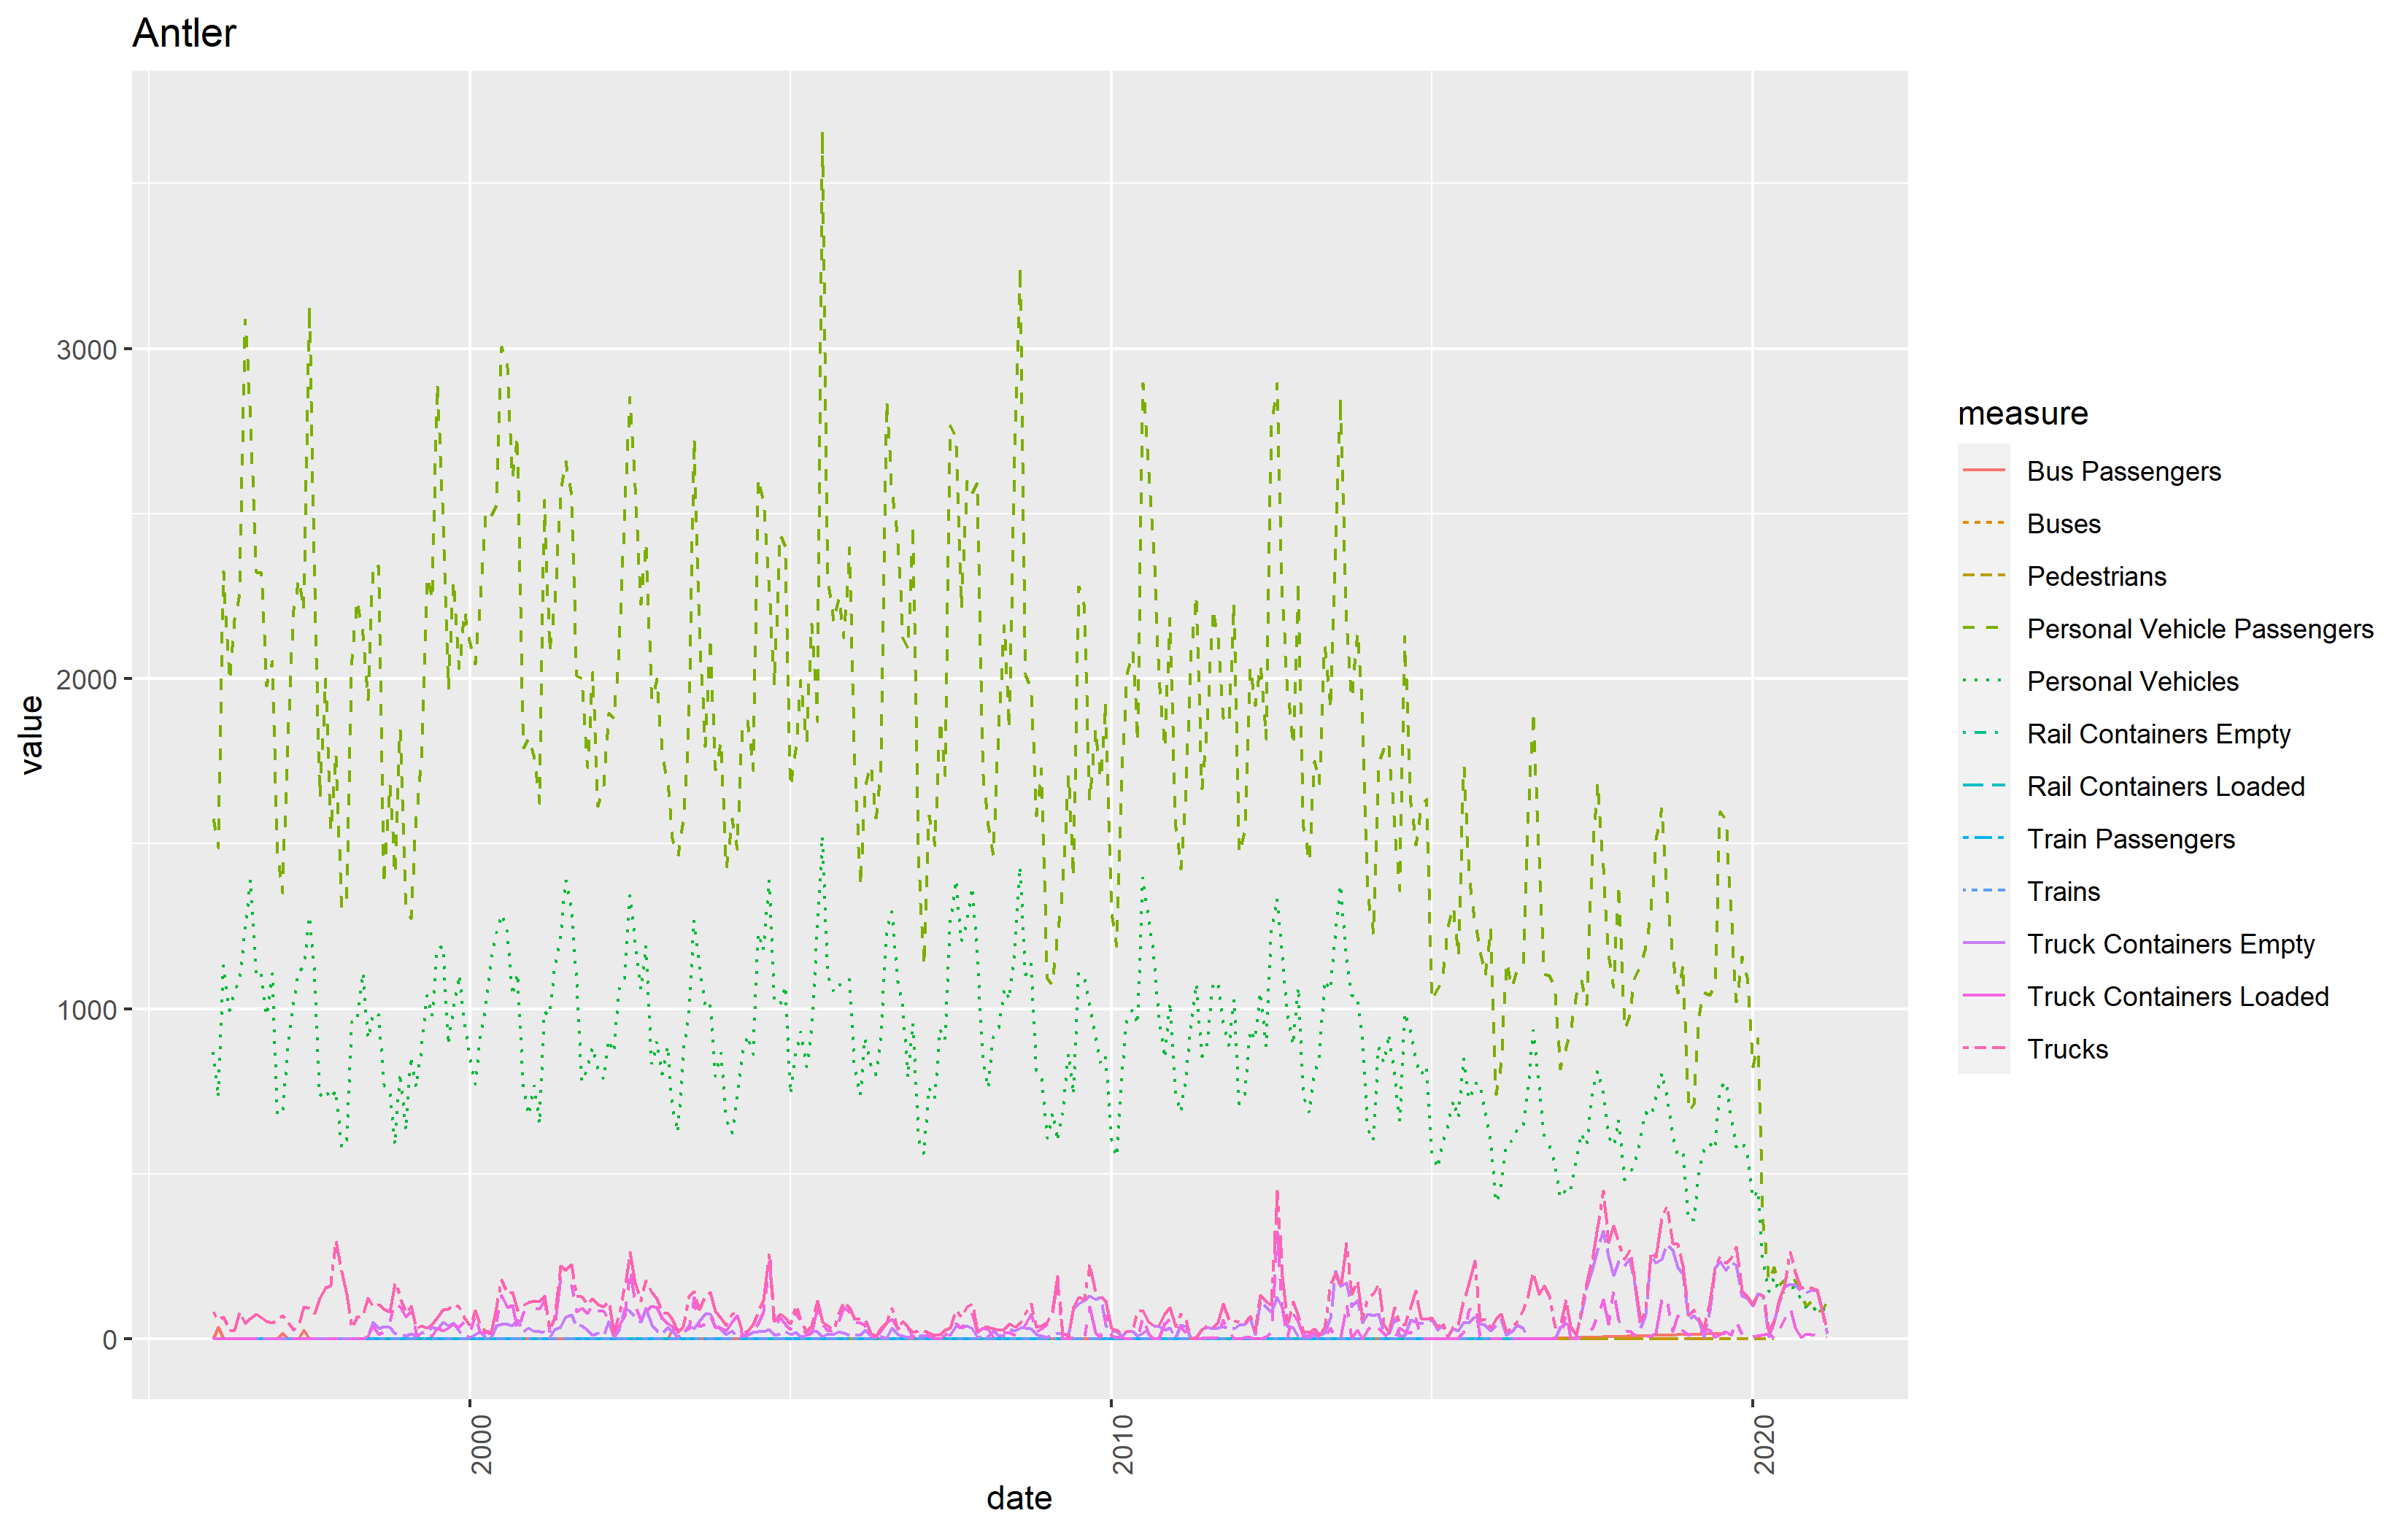 Antler
value
3000
2000
1000
0
2000
2010
2020
date
measure
Bus Passengers
Buses
Pedestrians
Personal Vehicle Passengers
Personal Vehicles
Rail Containers Empty
Rail Containers Loaded
Train Passengers
Trains
Truck Containers Empty
Truck Containers Loaded
Trucks